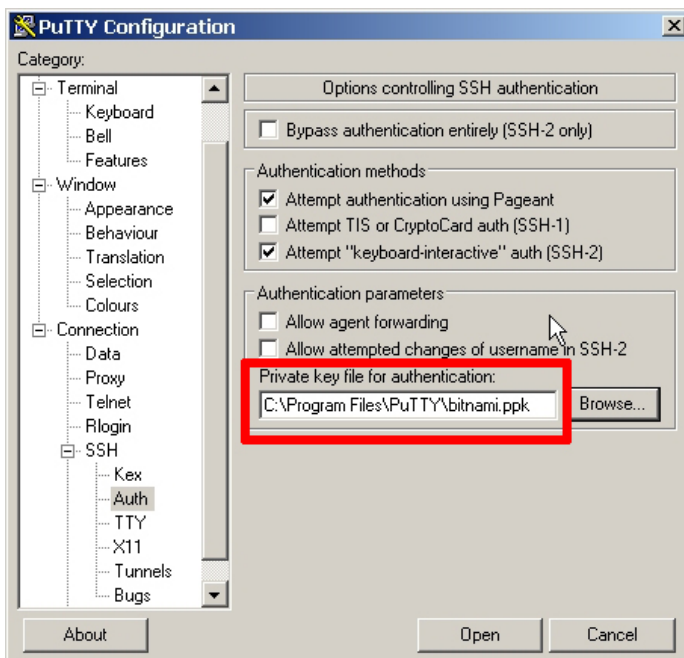 PuTTY Configuration
Category:
Terminal
Keyboard
Bell
Features
Window
Appearance
Behaviour
Translation
Selection
Colours
Connection
Data
Proxy
Telnet
Rlogin
SSH
Kex
Auth
TTY
X11
Tunnels
Bugs
Options controlling SSH authentication
Bypass authentication entirely (SSH-2 only)
Authentication methods
Attempt authentication using Pageant
Attempt TIS or CryptoCard auth (SSH-1)
Attempt "keyboard-interactive" auth (SSH-2)
Authentication parameters
Allow agent forwarding
Allow attempted changes of username in SSH-2
Private key file for authentication:
C:\Program Files\PuTTY\bitnami.ppk
Browse...
About
Open
Cancel